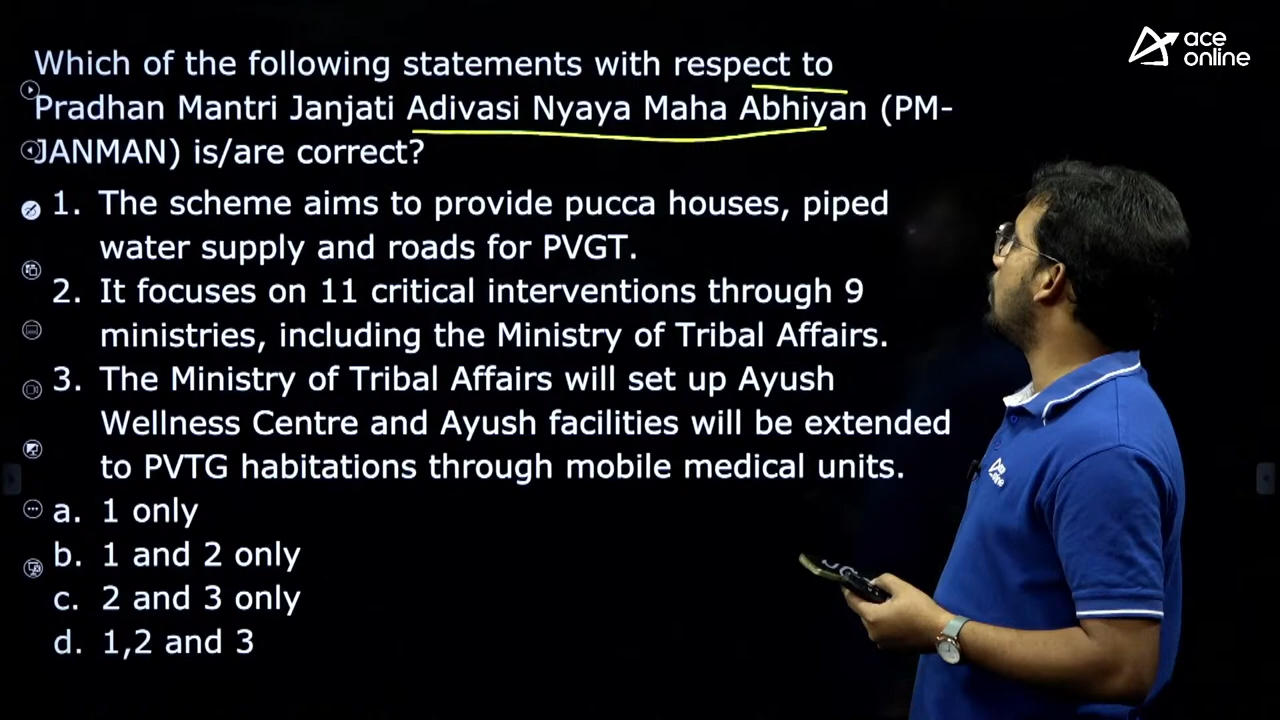 ace
online
Which of the following statements with respect to
Pradhan Mantri Janjati Adivasi Nyaya Maha Abhiyan (PM-
JANMAN) is/are correct?
1. The scheme aims to provide pucca houses, piped
water supply and roads for PVGT.
2. It focuses on 11 critical interventions through 9
ministries, including the Ministry of Tribal Affairs.
3. The Ministry of Tribal Affairs will set up Ayush
Wellness Centre and Ayush facilities will be extended
to PVTG habitations through mobile medical units.
a. 1 only
b. 1 and 2 only
c. 2 and 3 only
d. 1,2 and 3
ace
online